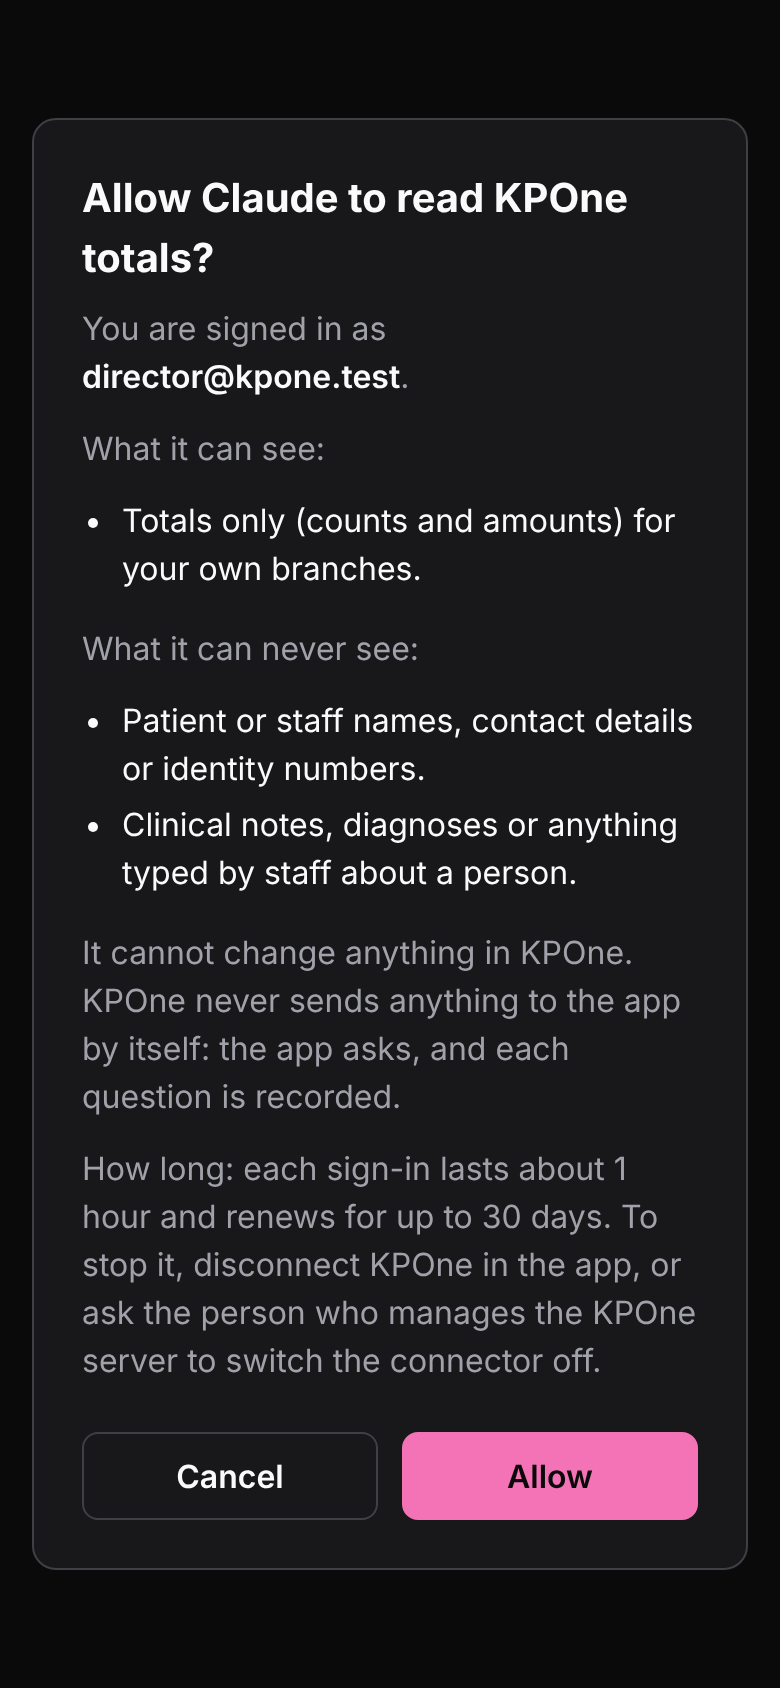 Allow Claude to read KPOne
totals?
You are signed in as
director@kpone.test.
What it can see:
• Totals only (counts and amounts) for
your own branches.
What it can never see:
• Patient or staff names, contact details
or identity numbers.
• Clinical notes, diagnoses or anything
typed by staff about a person.
It cannot change anything in KPOne.
KPOne never sends anything to the app
by itself: the app asks, and each
question is recorded.
How long: each sign-in lasts about 1
hour and renews for up to 30 days. To
stop it, disconnect KPOne in the app, or
ask the person who manages the KPOne
server to switch the connector off.
Cancel
Allow